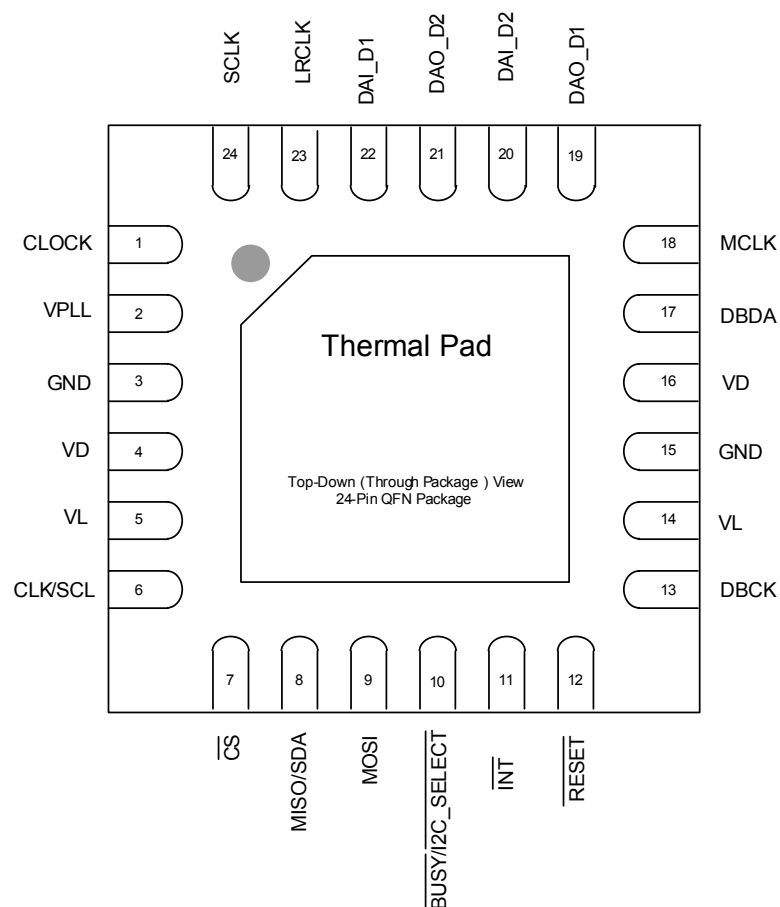 SCLK
LRCLK
DAI_D1
DAO_D2
DAI_D2
DAO_D1
24
23
22
21
20
19
CLOCK 1
18 MCLK
VPLL 2
17 DBDA
GND 3
16 VD
VD 4
15 GND
VL 5
14 VL
CLK/SCL 6
13 DBCK
Thermal Pad
Top-Down (Through Package ) View
24-Pin QFN Package
7
8
9
10
11
12
CS
MISO/SDA
MOSI
BUSY/I2C_SELECT
INT
RESET